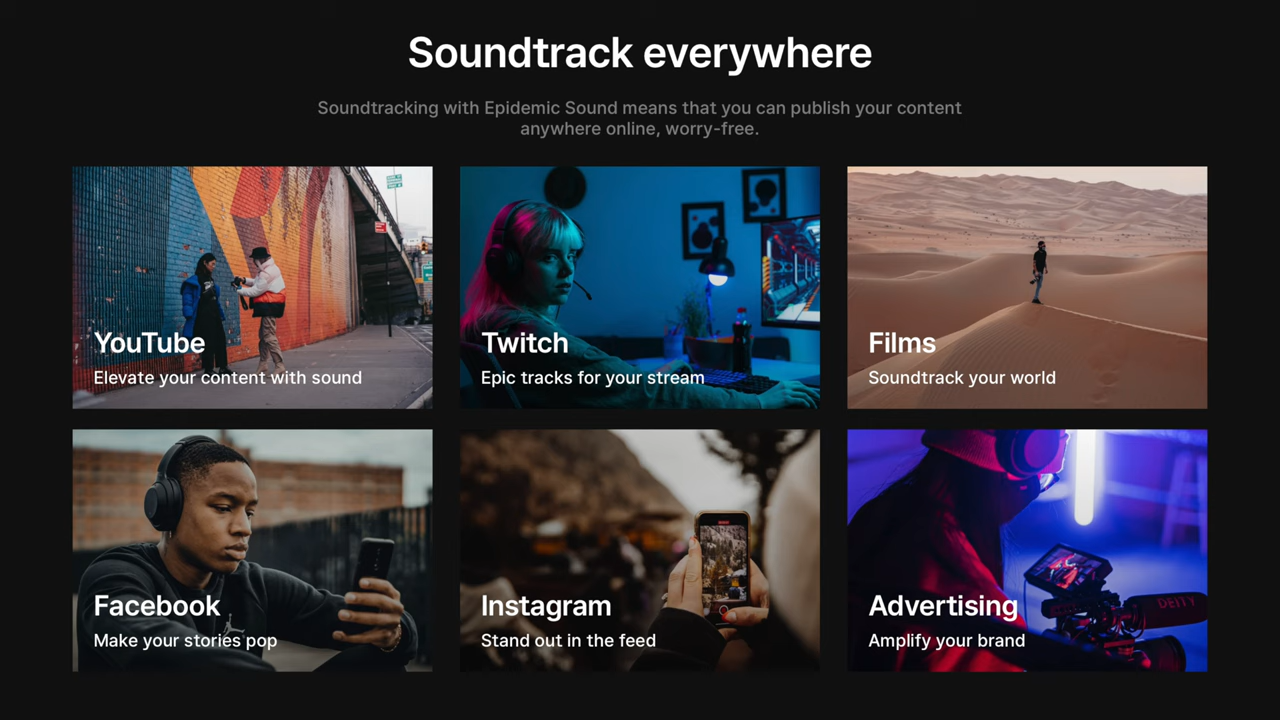 Soundtrack everywhere
Soundtracking with Epidemic Sound means that you can publish your content
anywhere online, worry-free.
YouTube
Elevate your content with sound
Twitch
Epic tracks for your stream
Films
Soundtrack your world
Facebook
Make your stories pop
Instagram
Stand out in the feed
DEITY
Advertising
Amplify your brand